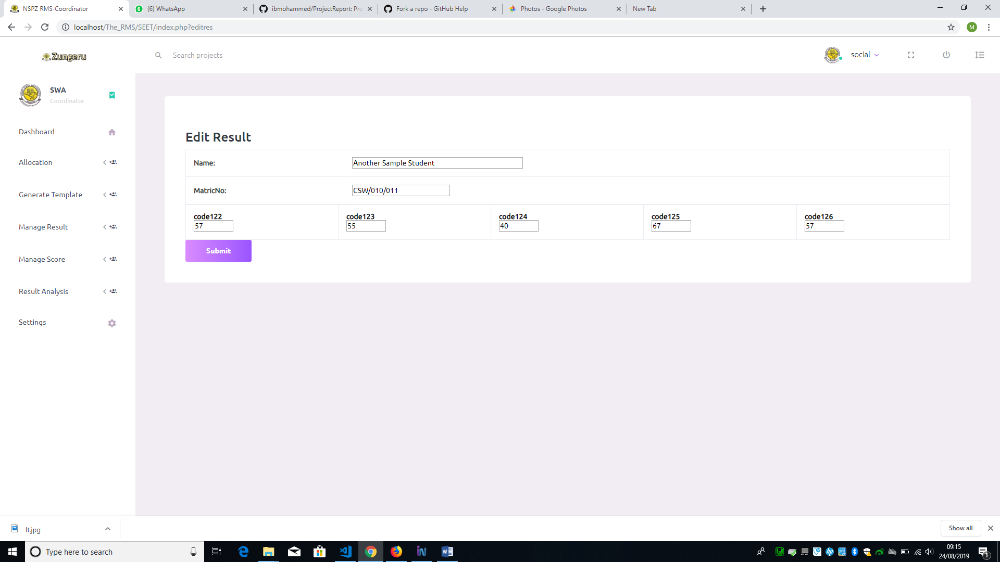 NSPZ RMS-Coordinator
(6) WhatsApp
ibmohammed/ProjectReport: Pro
Fork a repo - GitHub Help
Photos - Google Photos
New Tab
localhost/The_RMS/SEET/index.php?editres
M
Zungeru
Search projects
social
SWA
Coordinator
Dashboard
Allocation
Generate Template
Manage Result
Manage Score
Result Analysis
Settings
Edit Result
Name:
Another Sample Student
MatricNo:
CSW/010/011
code122
code123
code124
code125
code126
57
55
40
67
57
Submit
lt.jpg
Show all
Type here to search
09:15
24/08/2019
1